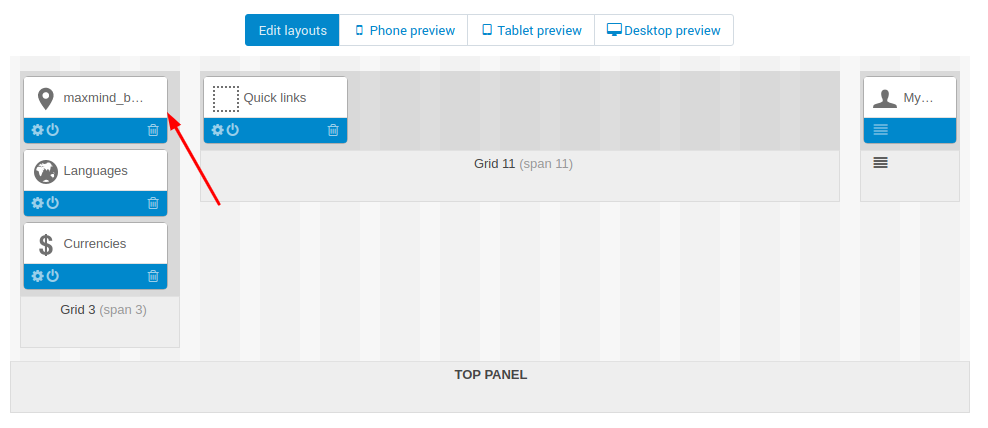 Edit layouts Phone preview Tablet preview Desktop preview
maxmind_b... Quick links My...
Grid 11 (span 11)
Languages
Currencies
Grid 3 (span 3)
TOP PANEL